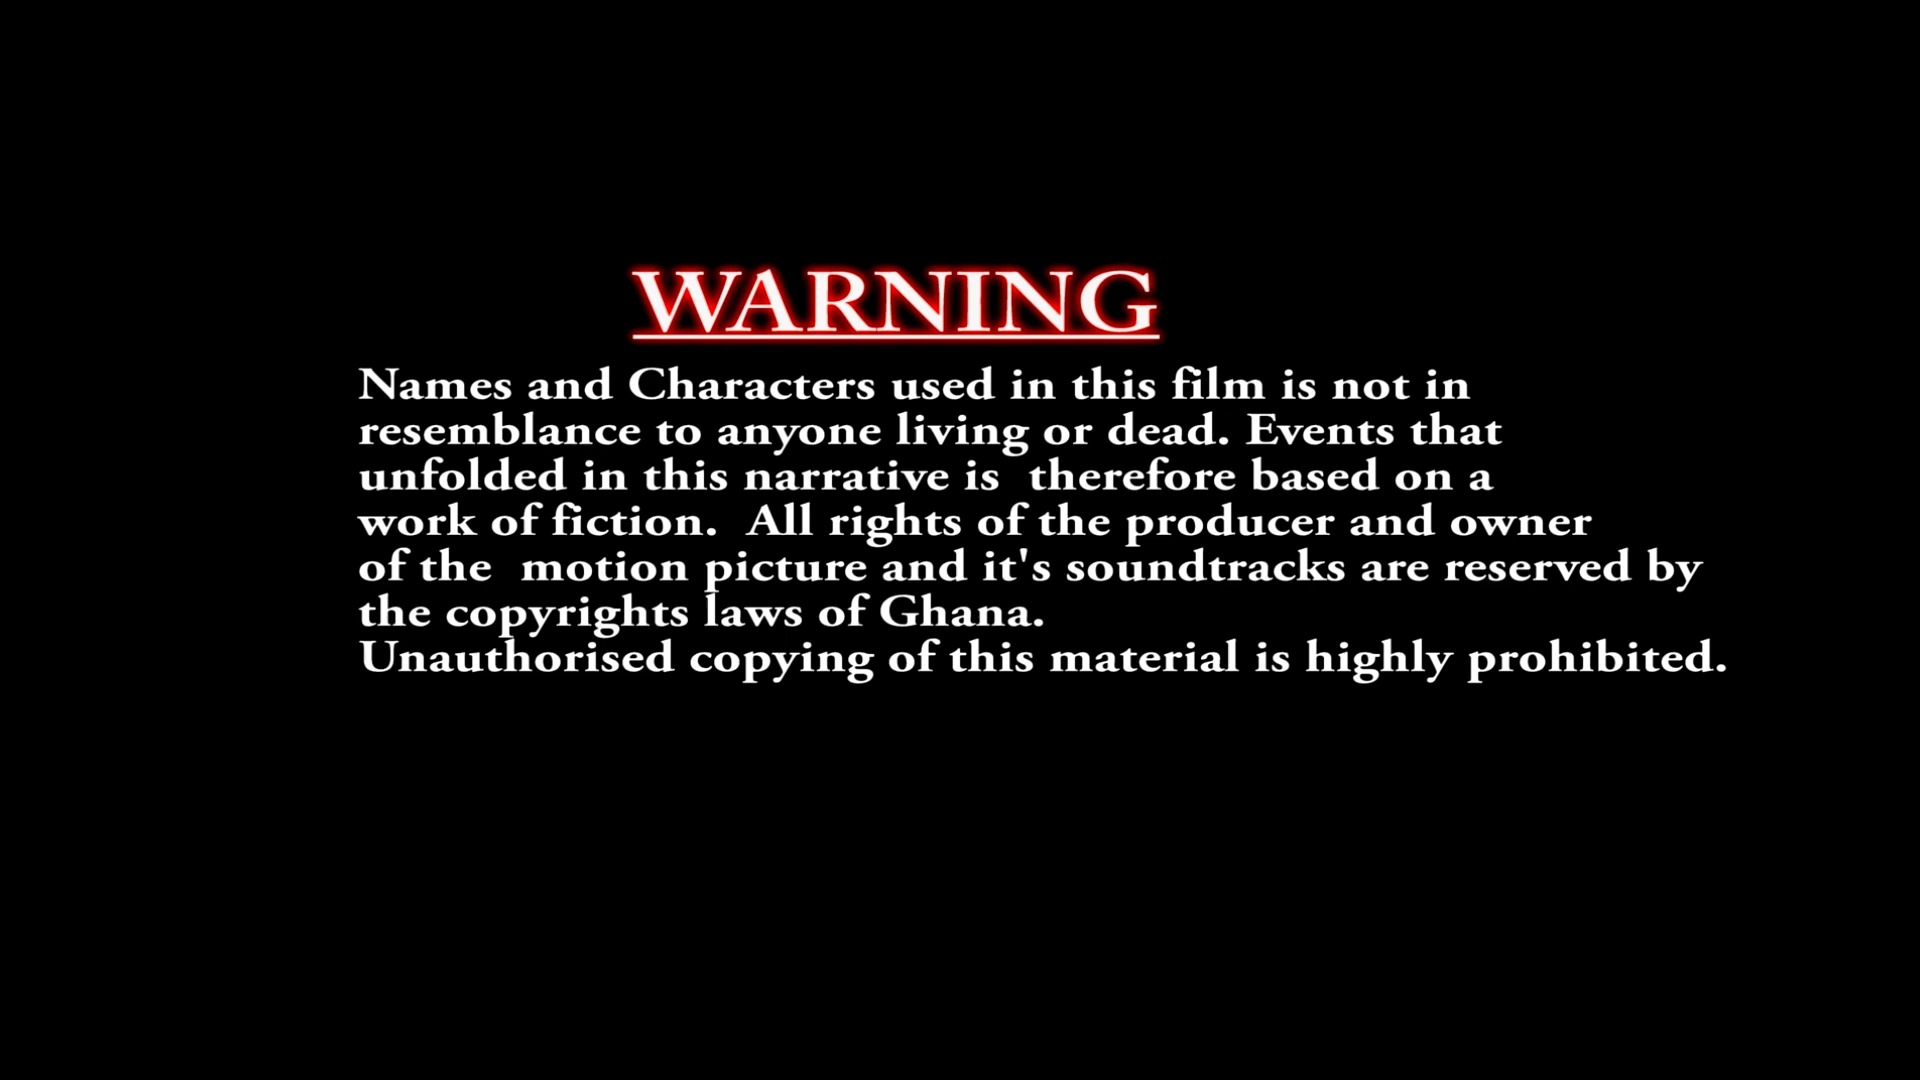 WARNING
Names and Characters used in this film is not in
resemblance to anyone living or dead. Events that
unfolded in this narrative is  therefore based on a
work of fiction.  All rights of the producer and owner
of the  motion picture and it's soundtracks are reserved by
the copyrights laws of Ghana.
Unauthorised copying of this material is highly prohibited.